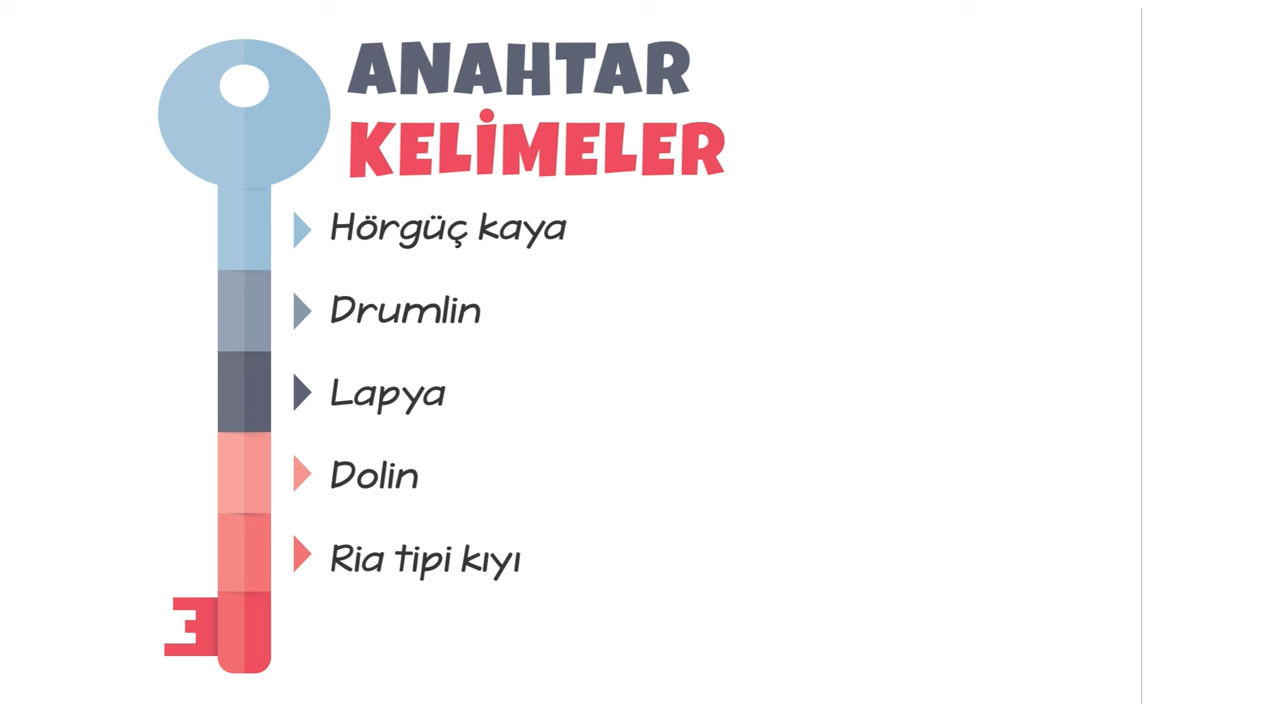 ANAHTAR
KELİMELER
Hörgüç kaya
Drumlin
Lapya
Dolin
Ria tipi kıyı